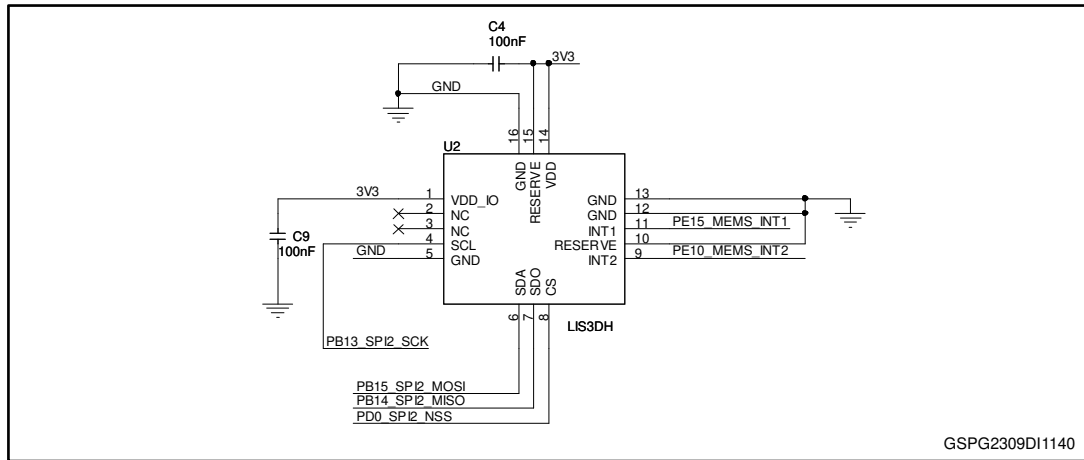 C4
100nF
3V3
GND
16
15
14
U2
GND
RESERVE
VDD
3V3
1
VDD_IO
GND
13
2
NC
GND
12
3
NC
INT1
11
PE15_MEMS_INT1
C9
100nF
4
SCL
RESERVE
10
GND
5
GND
INT2
9
PE10_MEMS_INT2
SDA
SDO
CS
6
7
8
LIS3DH
PB13_SPI2_SCK
PB15_SPI2_MOSI
PB14_SPI2_MISO
PD0_SPI2_NSS
GSPG2309DI1140